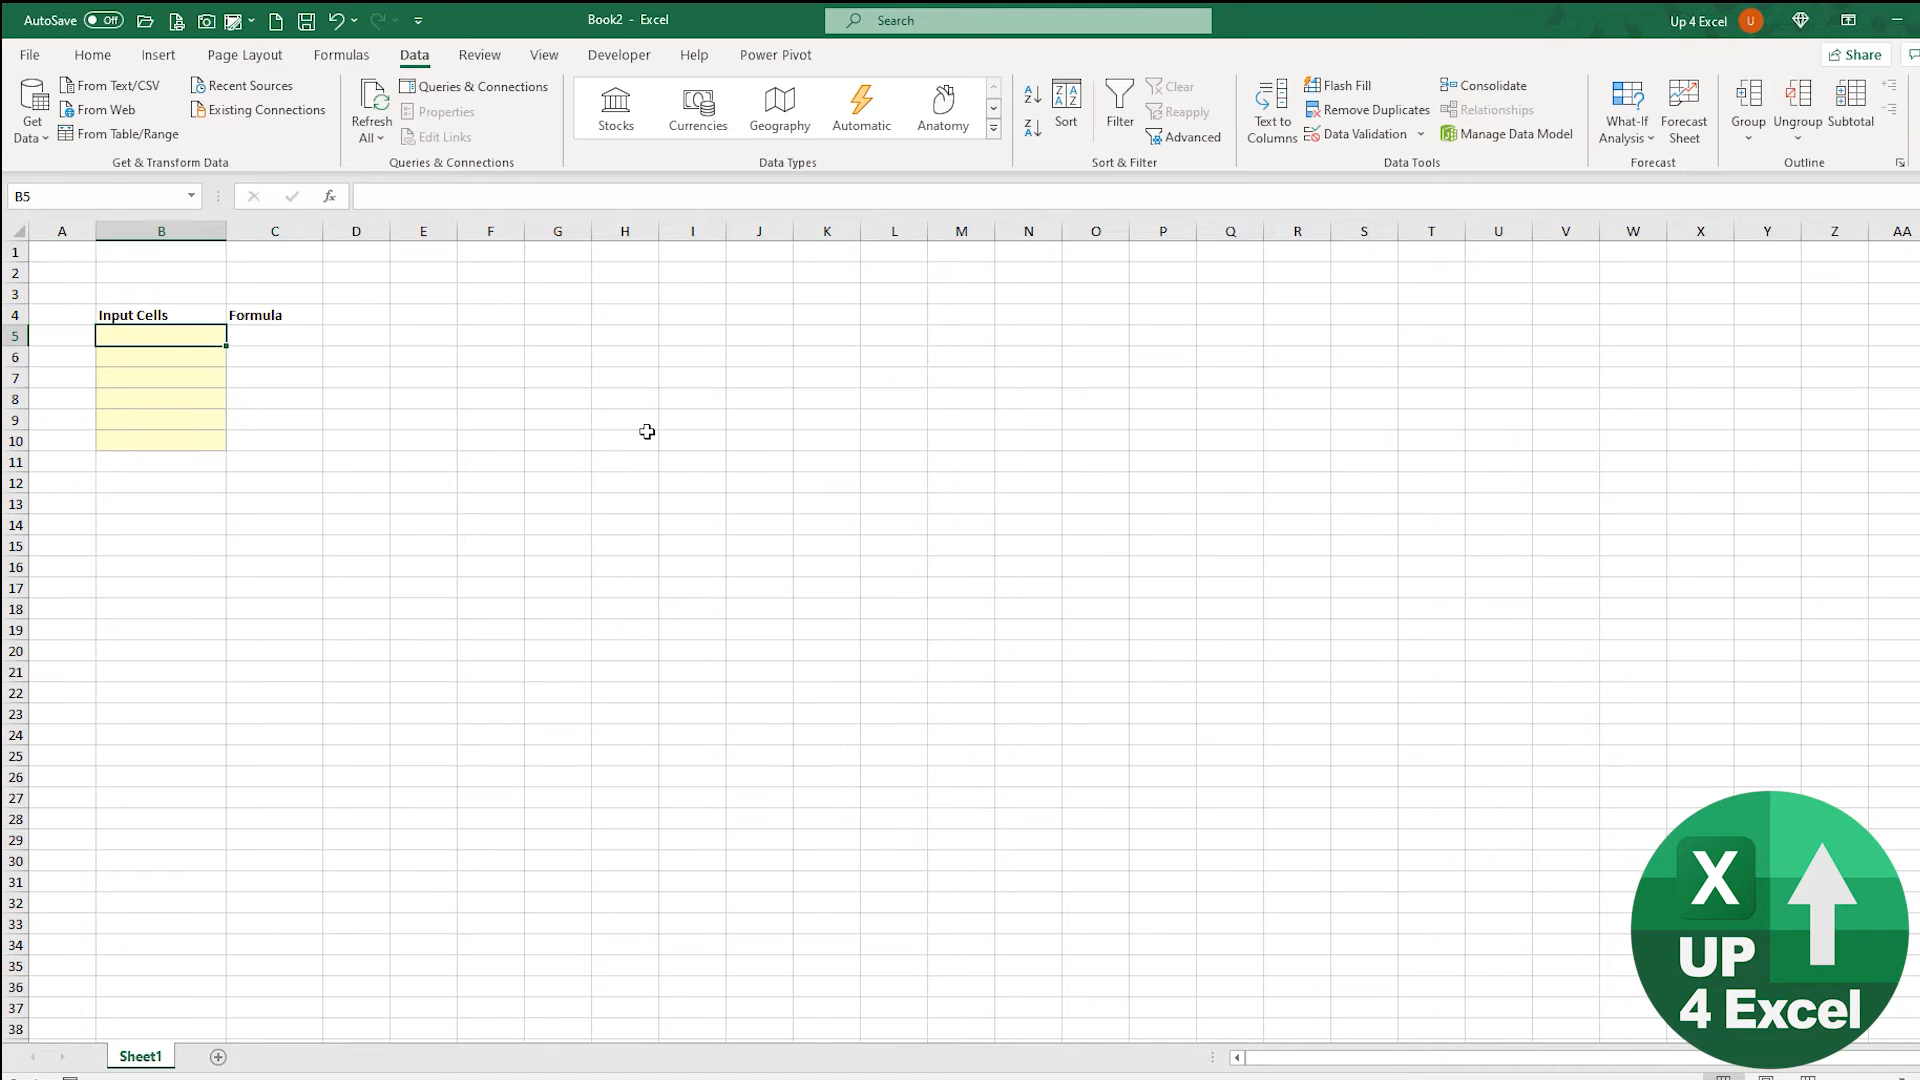 AutoSave Off Book2 - Excel Search Up 4 Excel U
File Home Insert Page Layout Formulas Data Review View Developer Help Power Pivot Share
Get Data
From Text/CSV
From Web
From Table/Range
Recent Sources
Existing Connections
Get & Transform Data
Refresh All
Queries & Connections
Properties
Edit Links
Queries & Connections
Stocks Currencies Geography Automatic Anatomy
Data Types
Sort
Filter
Clear
Reapply
Advanced
Sort & Filter
Text to Columns
Flash Fill
Remove Duplicates
Data Validation
Consolidate
Relationships
Manage Data Model
Data Tools
What-If Analysis
Forecast Sheet
Forecast
Group Ungroup Subtotal
Outline
B5 fx
A B C D E F G H I J K L M N O P Q R S T U V W X Y Z AA
1
2
3
4 Input Cells Formula
5
6
7
8
9
10
11
12
13
14
15
16
17
18
19
20
21
22
23
24
25
26
27
28
29
30
31
32
33
34
35
36
37
38
Sheet1
X
UP
4 Excel